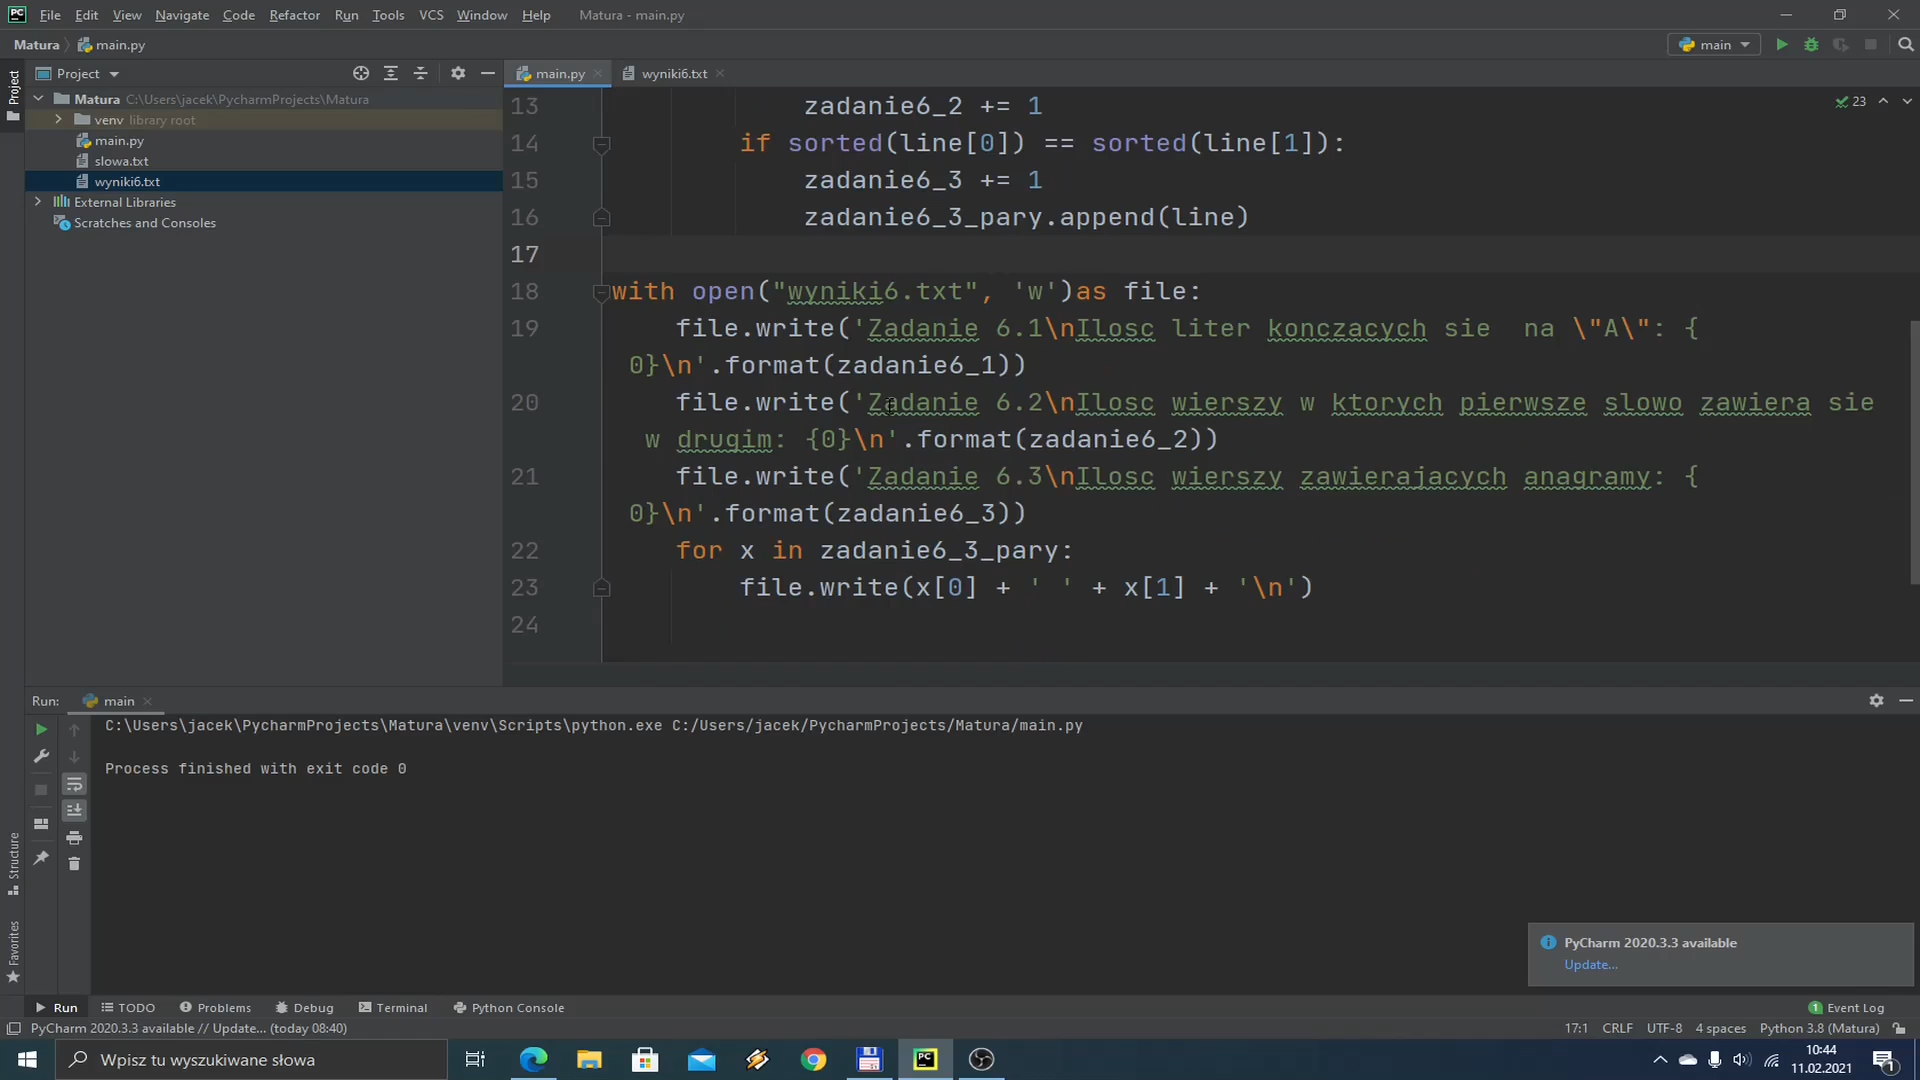 File Edit View Navigate Code Refactor Run Tools VCS Window Help Matura - main.py
Matura main.py
main
Project
Project
Matura C:\Users\jacek\PycharmProjects\Matura
venv library root
main.py
slowa.txt
wyniki6.txt
External Libraries
Scratches and Consoles
main.py wyniki6.txt
23
13 zadanie6_2 += 1
14 if sorted(line[0]) == sorted(line[1]):
15 zadanie6_3 += 1
16 zadanie6_3_pary.append(line)
17
18 with open("wyniki6.txt", 'w')as file:
19 file.write('Zadanie 6.1\nIlosc liter konczacych sie  na \"A\": {
0}\n'.format(zadanie6_1))
20 file.write('Zadanie 6.2\nIlosc wierszy w ktorych pierwsze slowo zawiera sie
w drugim: {0}\n'.format(zadanie6_2))
21 file.write('Zadanie 6.3\nIlosc wierszy zawierajacych anagramy: {
0}\n'.format(zadanie6_3))
22 for x in zadanie6_3_pary:
23 file.write(x[0] + ' ' + x[1] + '\n')
24
Run: main
C:\Users\jacek\PycharmProjects\Matura\venv\Scripts\python.exe C:/Users/jacek/PycharmProjects/Matura/main.py
Process finished with exit code 0
Structure
Favorites
PyCharm 2020.3.3 available
Update...
Run TODO Problems Debug Terminal Python Console 1 Event Log
PyCharm 2020.3.3 available // Update... (today 08:40) 17:1 CRLF UTF-8 4 spaces Python 3.8 (Matura)
Wpisz tu wyszukiwane słowa
10:44
11.02.2021
1